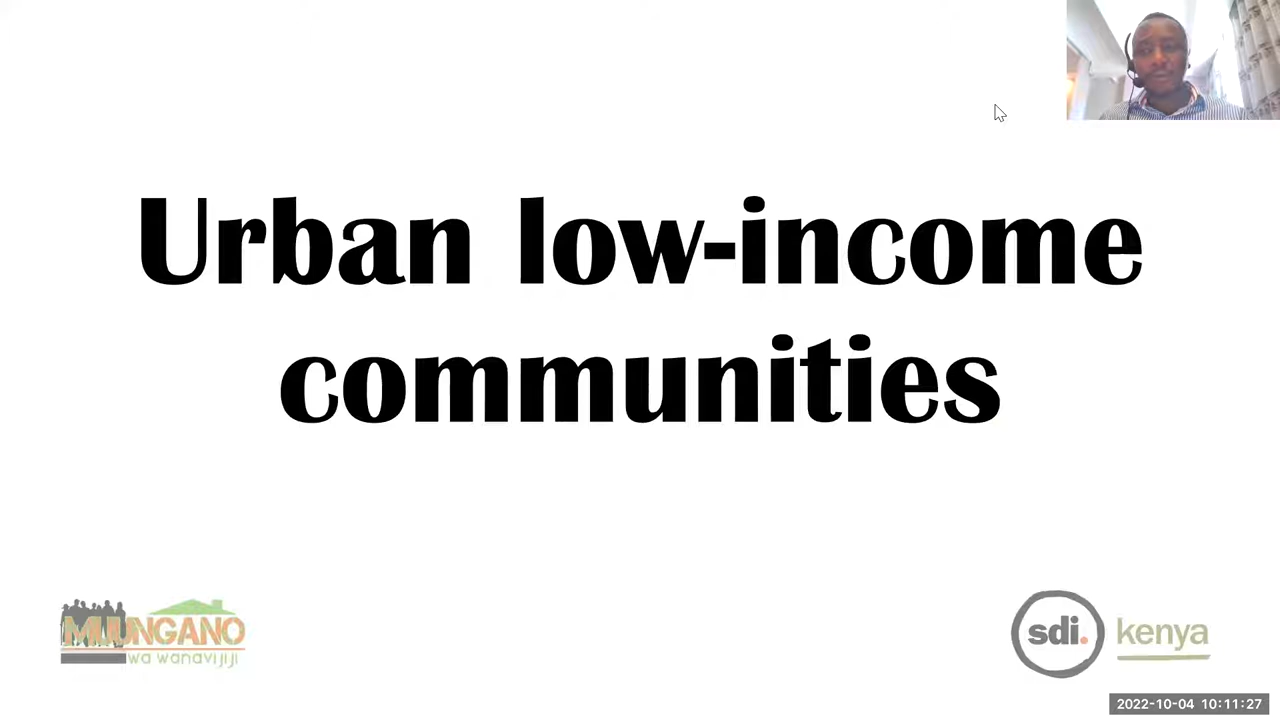 Urban low-income
communities
MUUNGANO
wa wanavijiji
sdi. kenya
2022-10-04 10:11:27